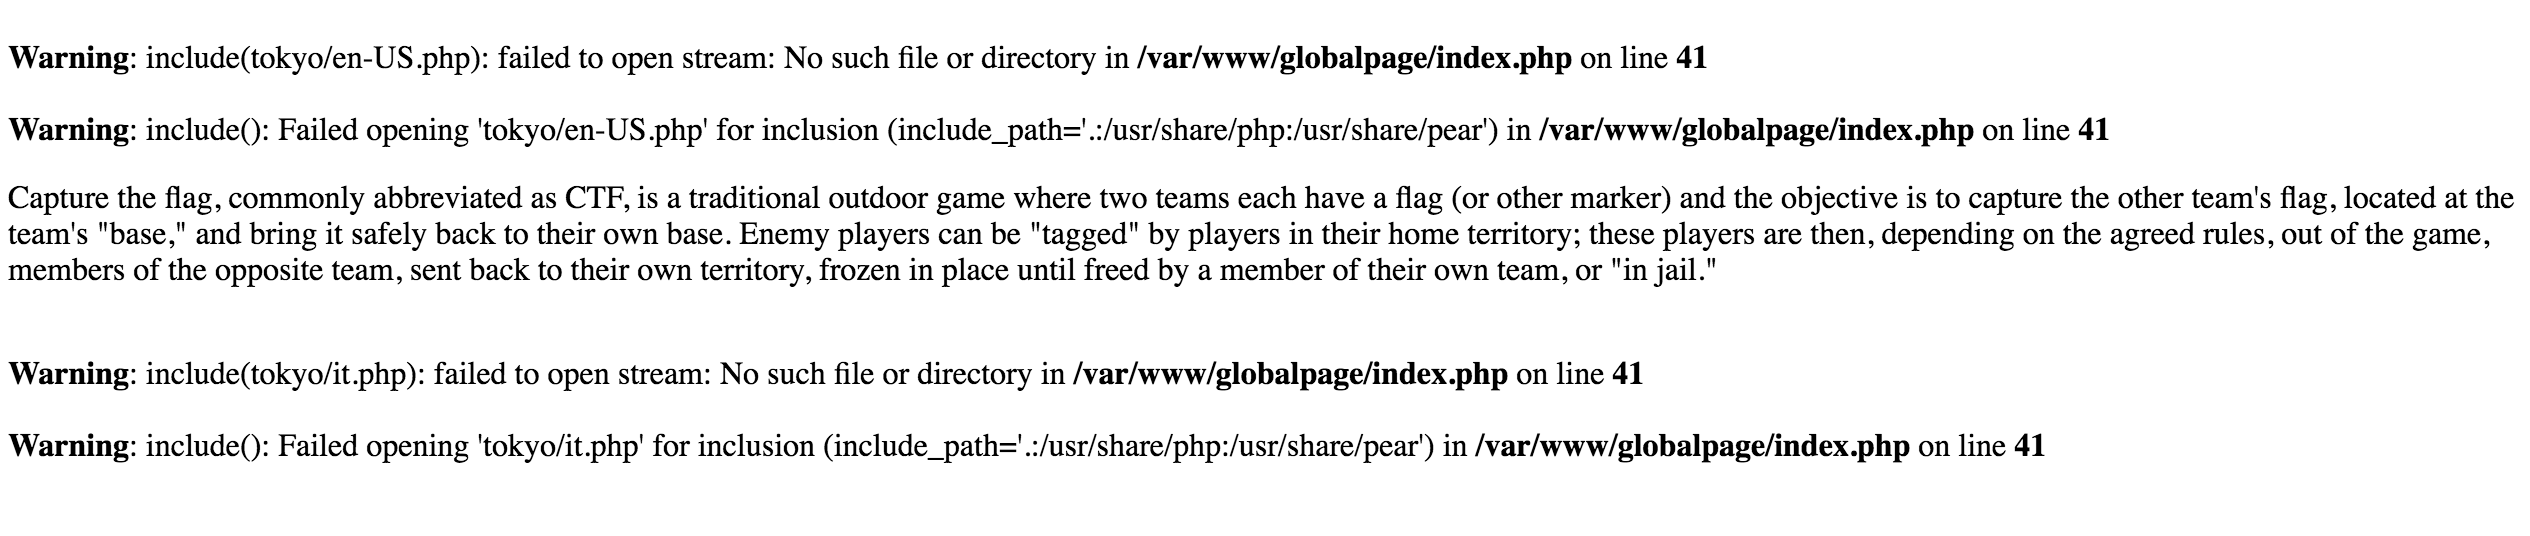 Warning: include(tokyo/en-US.php): failed to open stream: No such file or directory in /var/www/globalpage/index.php on line 41
Warning: include(): Failed opening 'tokyo/en-US.php' for inclusion (include_path='.:/usr/share/php:/usr/share/pear') in /var/www/globalpage/index.php on line 41
Capture the flag, commonly abbreviated as CTF, is a traditional outdoor game where two teams each have a flag (or other marker) and the objective is to capture the other team's flag, located at the
team's "base," and bring it safely back to their own base. Enemy players can be "tagged" by players in their home territory; these players are then, depending on the agreed rules, out of the game,
members of the opposite team, sent back to their own territory, frozen in place until freed by a member of their own team, or "in jail."
Warning: include(tokyo/it.php): failed to open stream: No such file or directory in /var/www/globalpage/index.php on line 41
Warning: include(): Failed opening 'tokyo/it.php' for inclusion (include_path='.:/usr/share/php:/usr/share/pear') in /var/www/globalpage/index.php on line 41